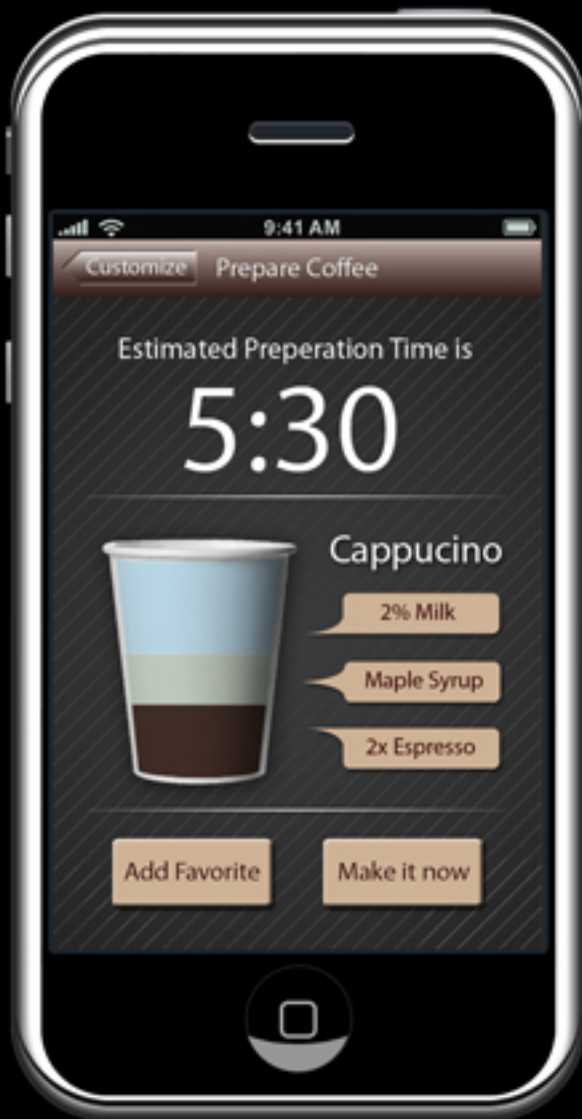 9:41 AM
Customize
Prepare Coffee
Estimated Preperation Time is
5:30
Cappucino
2% Milk
Maple Syrup
2x Espresso
Add Favorite
Make it now